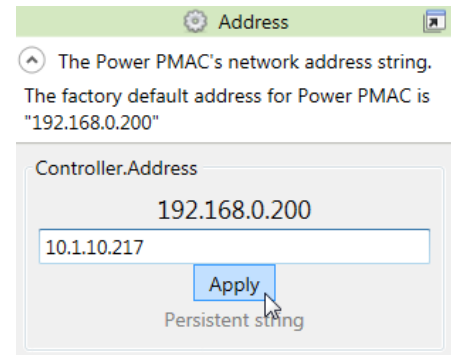 Address
The Power PMAC's network address string.
The factory default address for Power PMAC is
"192.168.0.200"
Controller.Address
192.168.0.200
10.1.10.217
Apply
Persistent string